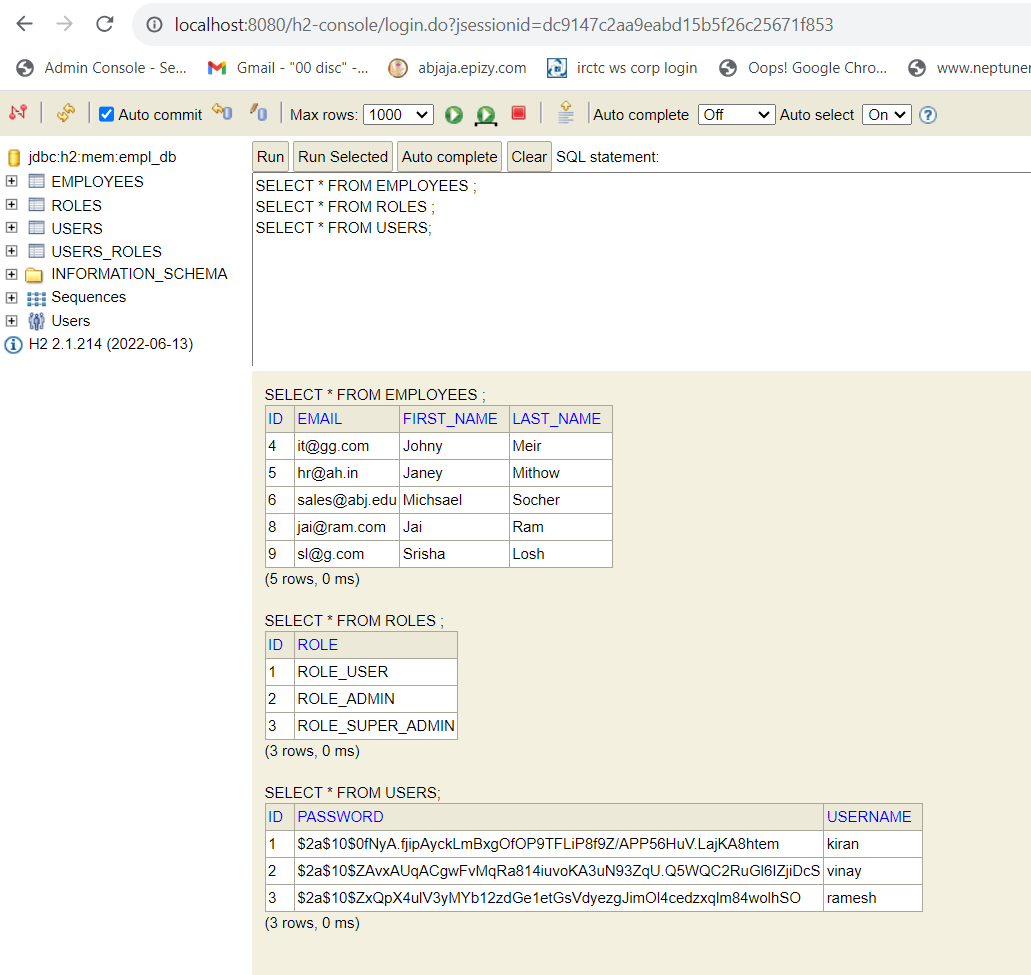 localhost:8080/h2-console/login.do?jsessionid=dc9147c2aa9eabd15b5f26c25671f853
Admin Console - Se... Gmail - "00 disc" -... abjaja.epizy.com irctc ws corp login Oops! Google Chro... www.neptuner
Auto commit Max rows: 1000 Auto complete Off Auto select On
jdbc:h2:mem:empl_db
EMPLOYEES
ROLES
USERS
USERS_ROLES
INFORMATION_SCHEMA
Sequences
Users
H2 2.1.214 (2022-06-13)
Run Run Selected Auto complete Clear SQL statement:
SELECT * FROM EMPLOYEES ;
SELECT * FROM ROLES ;
SELECT * FROM USERS;
SELECT * FROM EMPLOYEES ;
ID EMAIL FIRST_NAME LAST_NAME
4 it@gg.com Johny Meir
5 hr@ah.in Janey Mithow
6 sales@abj.edu Michsael Socher
8 jai@ram.com Jai Ram
9 sl@g.com Srisha Losh
(5 rows, 0 ms)
SELECT * FROM ROLES ;
ID ROLE
1 ROLE_USER
2 ROLE_ADMIN
3 ROLE_SUPER_ADMIN
(3 rows, 0 ms)
SELECT * FROM USERS;
ID PASSWORD USERNAME
1 $2a$10$0fNyA.fjipAyckLmBxgOfOP9TFLiP8f9Z/APP56HuV.LajKA8htem kiran
2 $2a$10$ZAvxAUqACgwFvMqRa814iuvoKA3uN93ZqU.Q5WQC2RuGl6IZjiDcS vinay
3 $2a$10$ZxQpX4ulV3yMYb12zdGe1etGsVdyezgJimOl4cedzxqlm84wolhSO ramesh
(3 rows, 0 ms)